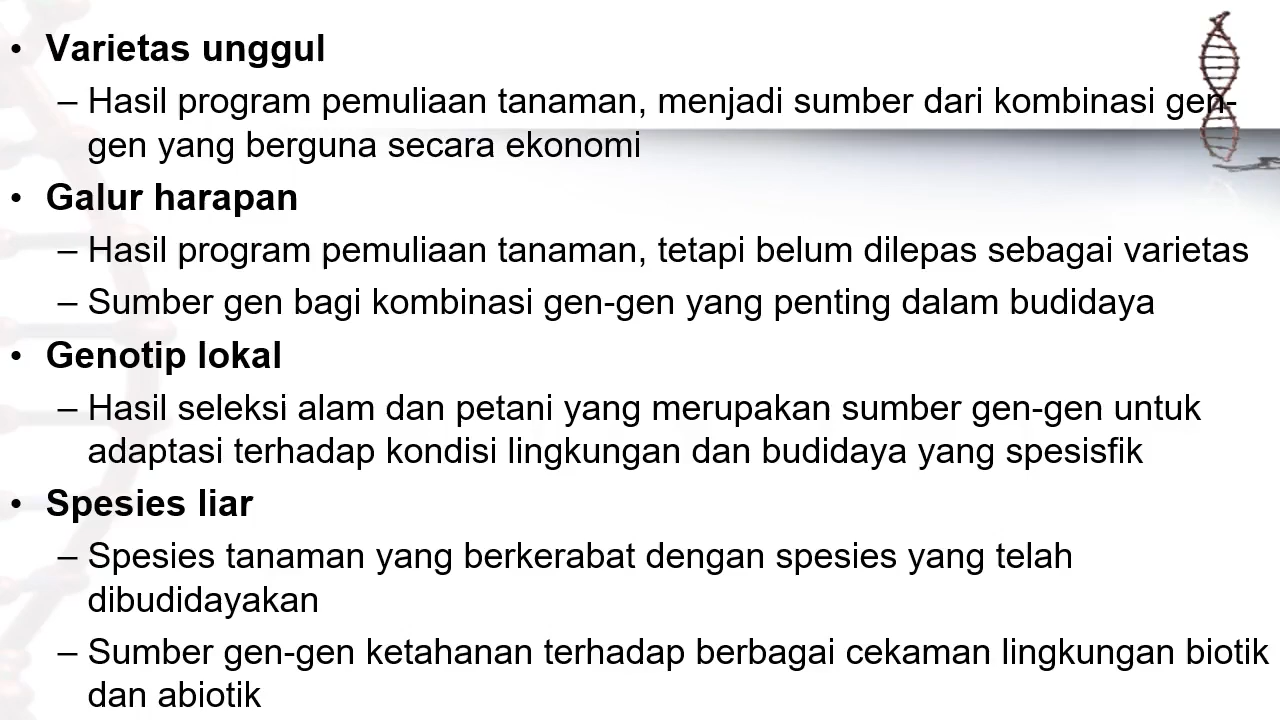 • Varietas unggul
– Hasil program pemuliaan tanaman, menjadi sumber dari kombinasi gen-
gen yang berguna secara ekonomi
• Galur harapan
– Hasil program pemuliaan tanaman, tetapi belum dilepas sebagai varietas
– Sumber gen bagi kombinasi gen-gen yang penting dalam budidaya
• Genotip lokal
– Hasil seleksi alam dan petani yang merupakan sumber gen-gen untuk
adaptasi terhadap kondisi lingkungan dan budidaya yang spesisfik
• Spesies liar
– Spesies tanaman yang berkerabat dengan spesies yang telah
dibudidayakan
– Sumber gen-gen ketahanan terhadap berbagai cekaman lingkungan biotik
dan abiotik